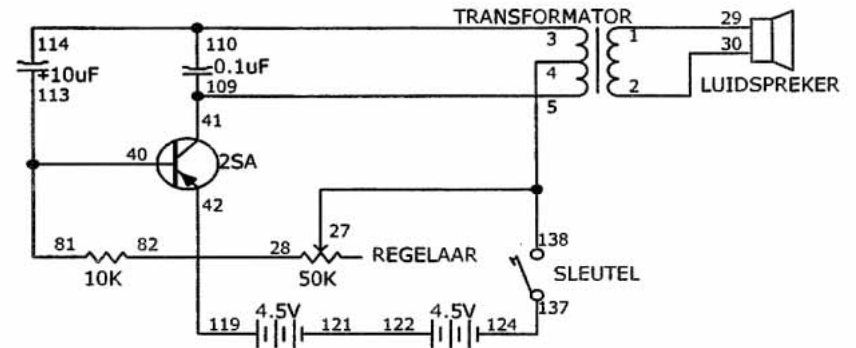 TRANSFORMATOR
29
30
114
110
3
1
4
+10uF
0.1uF
113
109
5
2
LUIDSPREKER
41
40
2SA
42
27
81
82
28
REGELAAR
138
10K
50K
SLEUTEL
137
4.5V
4.5V
119
121
122
124